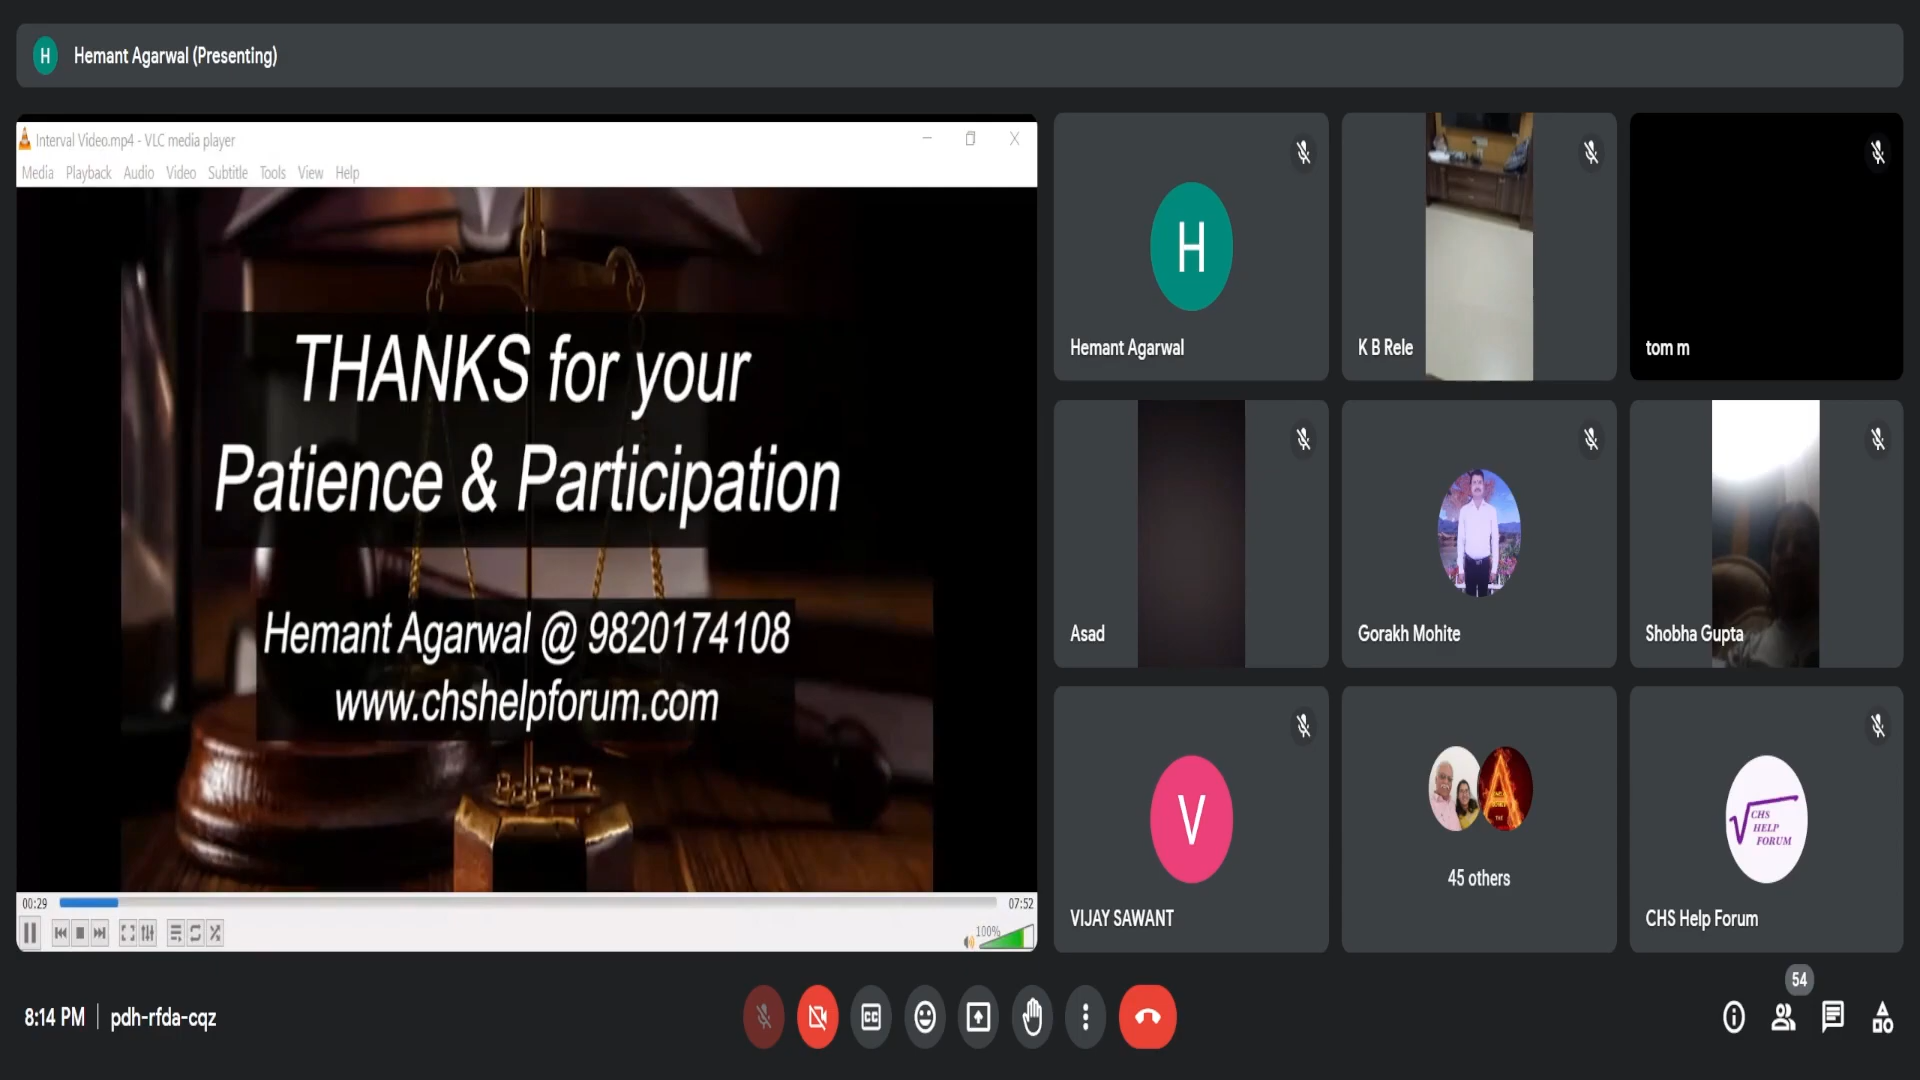 H Hemant Agarwal (Presenting)
Interval Video.mp4 - VLC media player
Media Playback Audio Video Subtitle Tools View Help
THANKS for your
Patience & Participation
Hemant Agarwal @ 9820174108
www.chshelpforum.com
00:29 07:52
100%
H
Hemant Agarwal
K B Rele
tom m
Asad
Gorakh Mohite
Shobha Gupta
V
VIJAY SAWANT
A
45 others
CHS
HELP
FORUM
CHS Help Forum
8:14 PM | pdh-rfda-cqz
CC
54